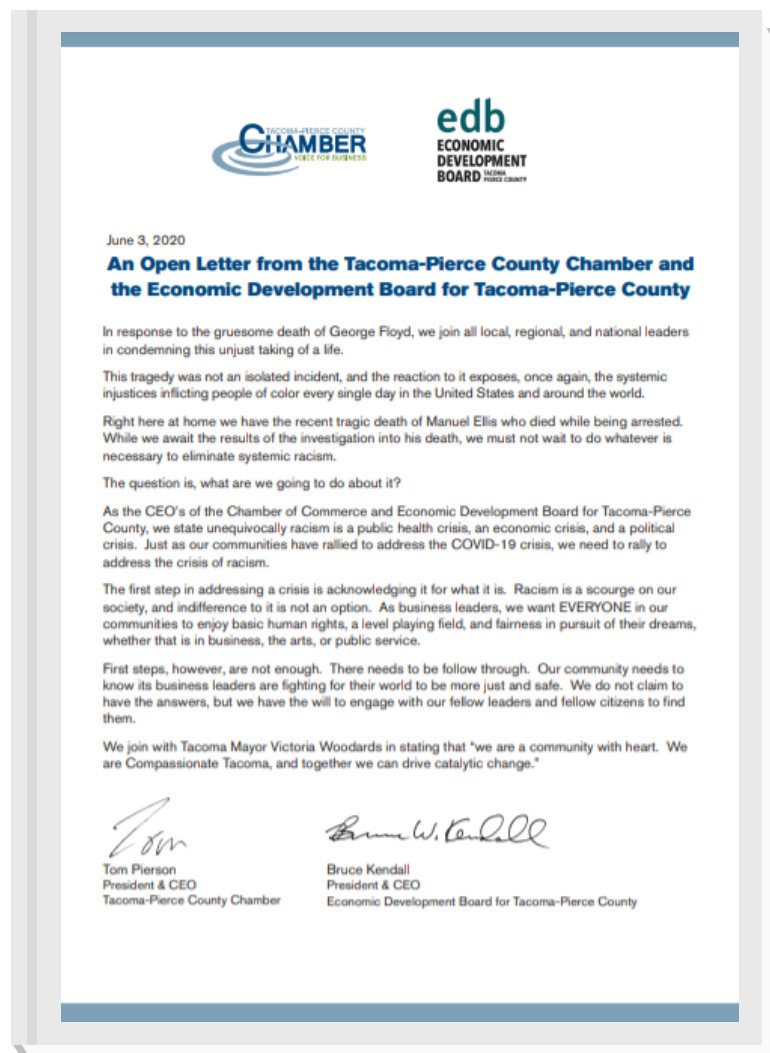 TACOMA-PIERCE COUNTY
CHAMBER
VOICE FOR BUSINESS
edb
ECONOMIC
DEVELOPMENT
BOARD TACOMA
PIERCE COUNTY
June 3, 2020
An Open Letter from the Tacoma-Pierce County Chamber and
the Economic Development Board for Tacoma-Pierce County
In response to the gruesome death of George Floyd, we join all local, regional, and national leaders
in condemning this unjust taking of a life.
This tragedy was not an isolated incident, and the reaction to it exposes, once again, the systemic
injustices inflicting people of color every single day in the United States and around the world.
Right here at home we have the recent tragic death of Manuel Ellis who died while being arrested.
While we await the results of the investigation into his death, we must not wait to do whatever is
necessary to eliminate systemic racism.
The question is, what are we going to do about it?
As the CEO's of the Chamber of Commerce and Economic Development Board for Tacoma-Pierce
County, we state unequivocally racism is a public health crisis, an economic crisis, and a political
crisis. Just as our communities have rallied to address the COVID-19 crisis, we need to rally to
address the crisis of racism.
The first step in addressing a crisis is acknowledging it for what it is. Racism is a scourge on our
society, and indifference to it is not an option. As business leaders, we want EVERYONE in our
communities to enjoy basic human rights, a level playing field, and fairness in pursuit of their dreams,
whether that is in business, the arts, or public service.
First steps, however, are not enough. There needs to be follow through. Our community needs to
know its business leaders are fighting for their world to be more just and safe. We do not claim to
have the answers, but we have the will to engage with our fellow leaders and fellow citizens to find
them.
We join with Tacoma Mayor Victoria Woodards in stating that "we are a community with heart. We
are Compassionate Tacoma, and together we can drive catalytic change."
Tom
Bruce W. Kendall
Tom Pierson
Bruce Kendall
President & CEO
President & CEO
Tacoma-Pierce County Chamber
Economic Development Board for Tacoma-Pierce County